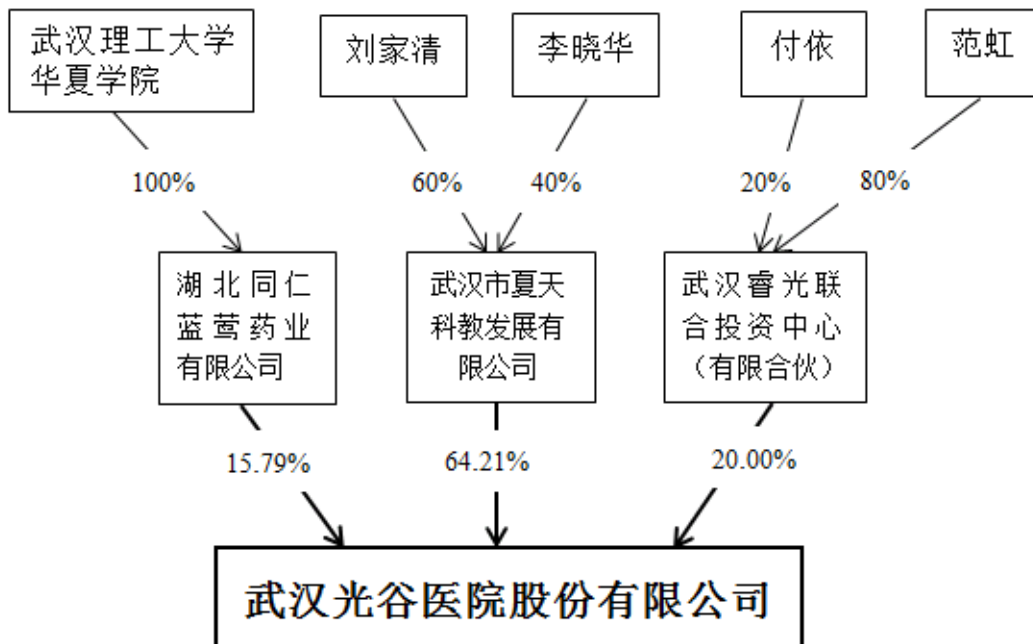 武汉理工大学
华夏学院
刘家清
李晓华
付依
范虹
100%
60%
40%
20%
80%
湖北同仁
蓝莺药业
有限公司
武汉市夏天
科教发展有
限公司
武汉睿光联
合投资中心
（有限合伙）
15.79%
64.21%
20.00%
武汉光谷医院股份有限公司